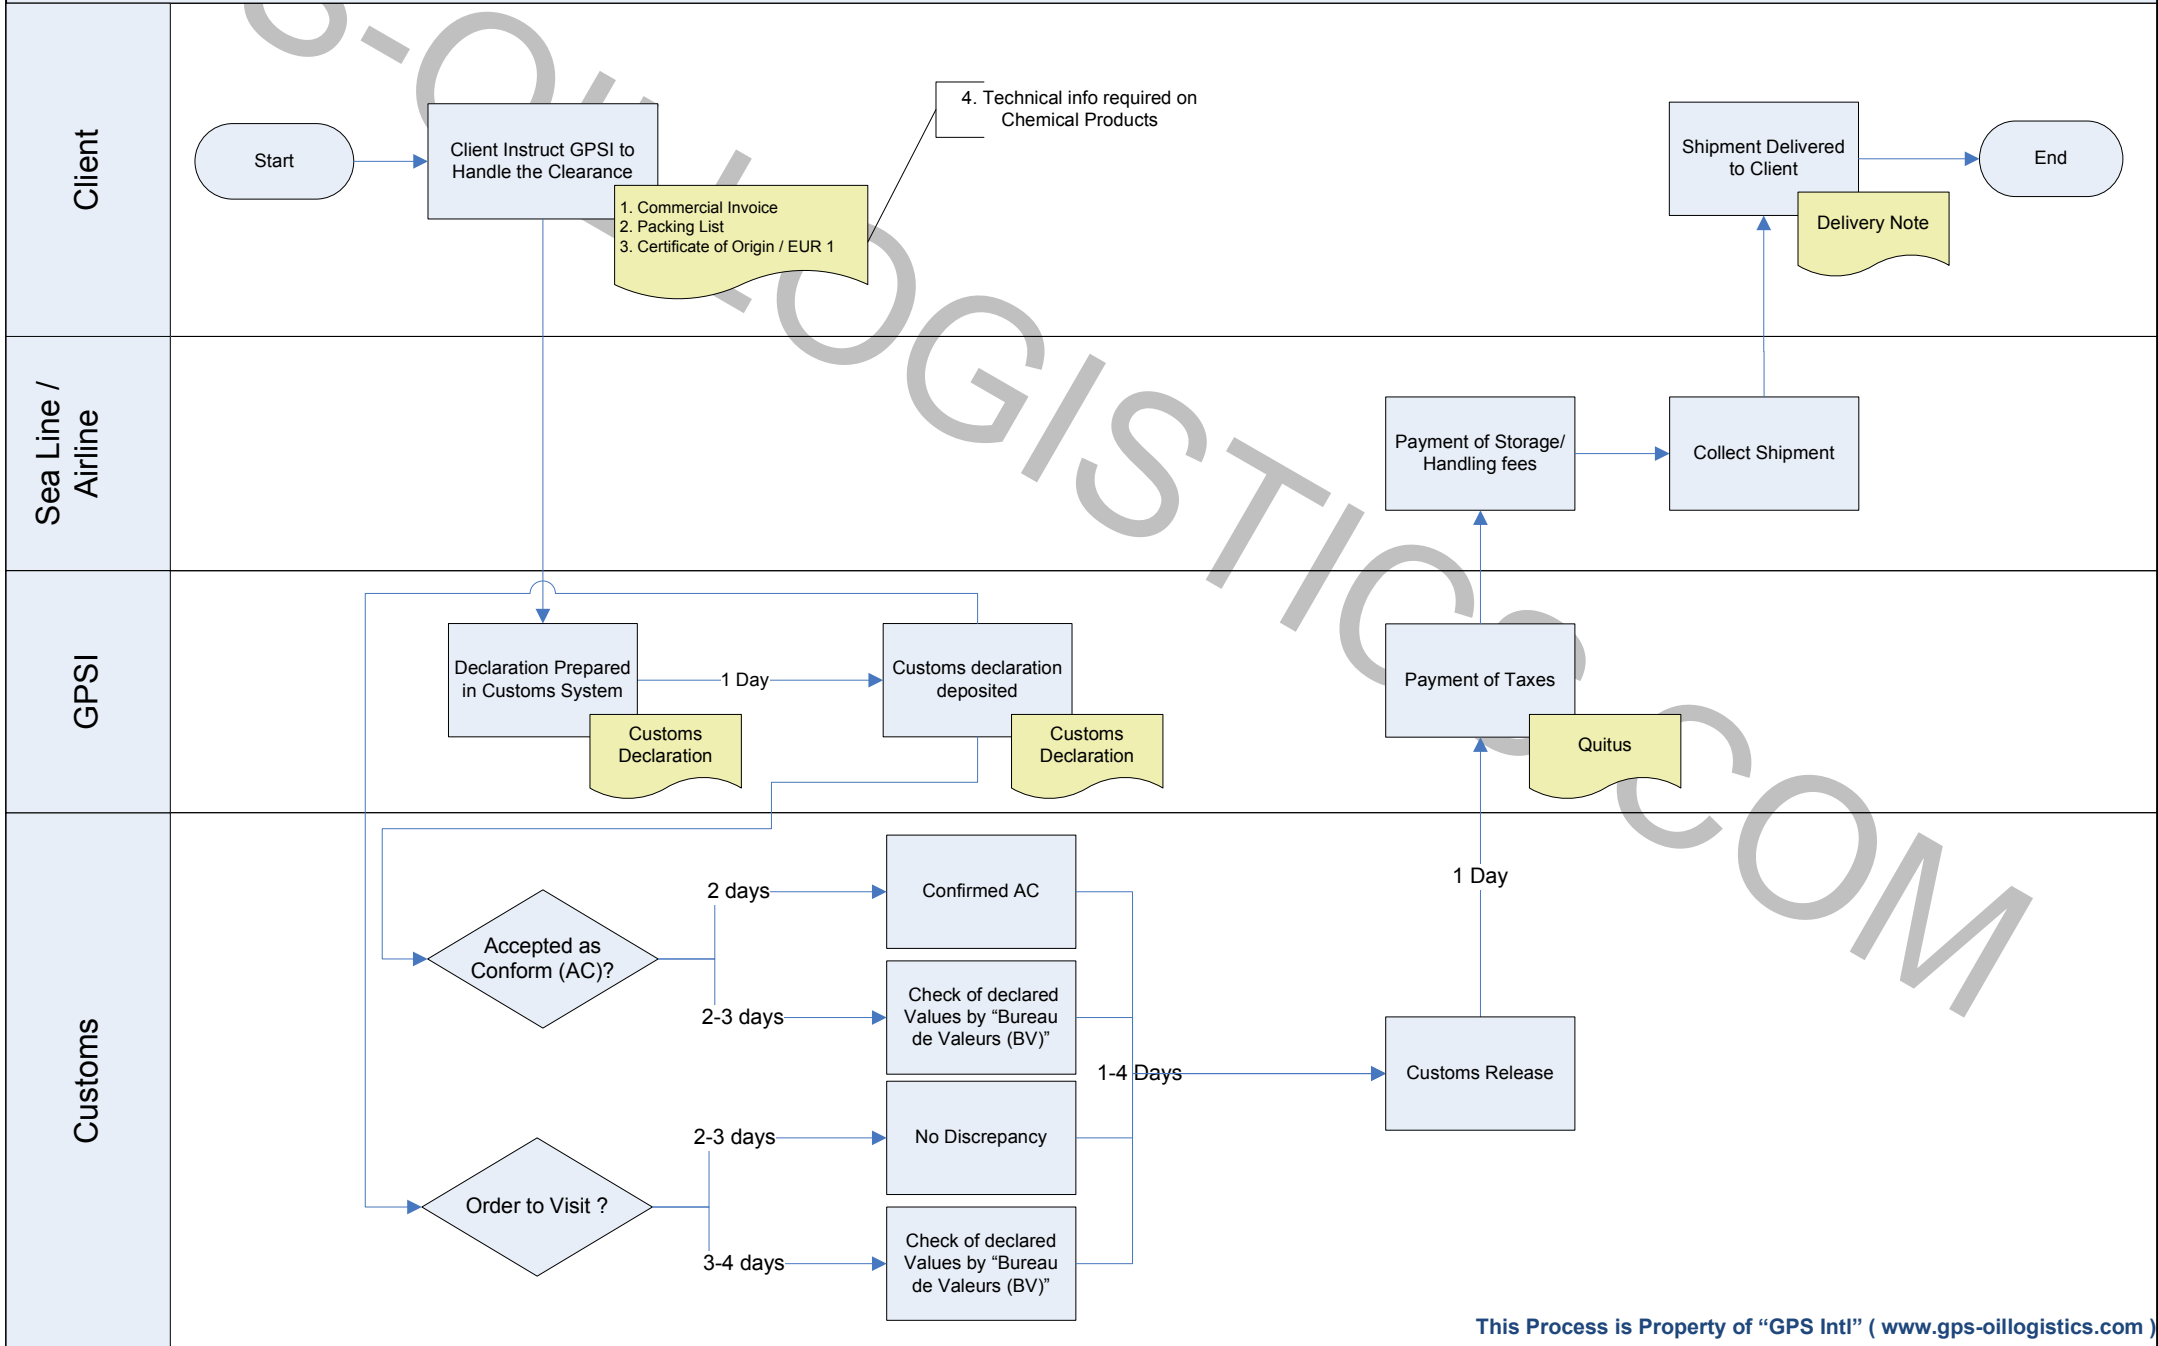 Client
Start
Client Instruct GPSI to
Handle the Clearance
1. Commercial Invoice
2. Packing List
3. Certificate of Origin / EUR 1
4. Technical info required on
Chemical Products
Shipment Delivered
to Client
Delivery Note
End
Sea Line /
Airline
Payment of Storage/
Handling fees
Collect Shipment
GPSI
Declaration Prepared
in Customs System
Customs
Declaration
1 Day
Customs declaration
deposited
Customs
Declaration
Payment of Taxes
Quitus
Customs
Accepted as
Conform (AC)?
2 days
Confirmed AC
2-3 days
Check of declared
Values by “Bureau
de Valeurs (BV)”
Order to Visit ?
2-3 days
No Discrepancy
3-4 days
Check of declared
Values by “Bureau
de Valeurs (BV)”
1-4 Days
Customs Release
1 Day
S-OILLOGISTICS.COM
This Process is Property of “GPS Intl” ( www.gps-oillogistics.com )